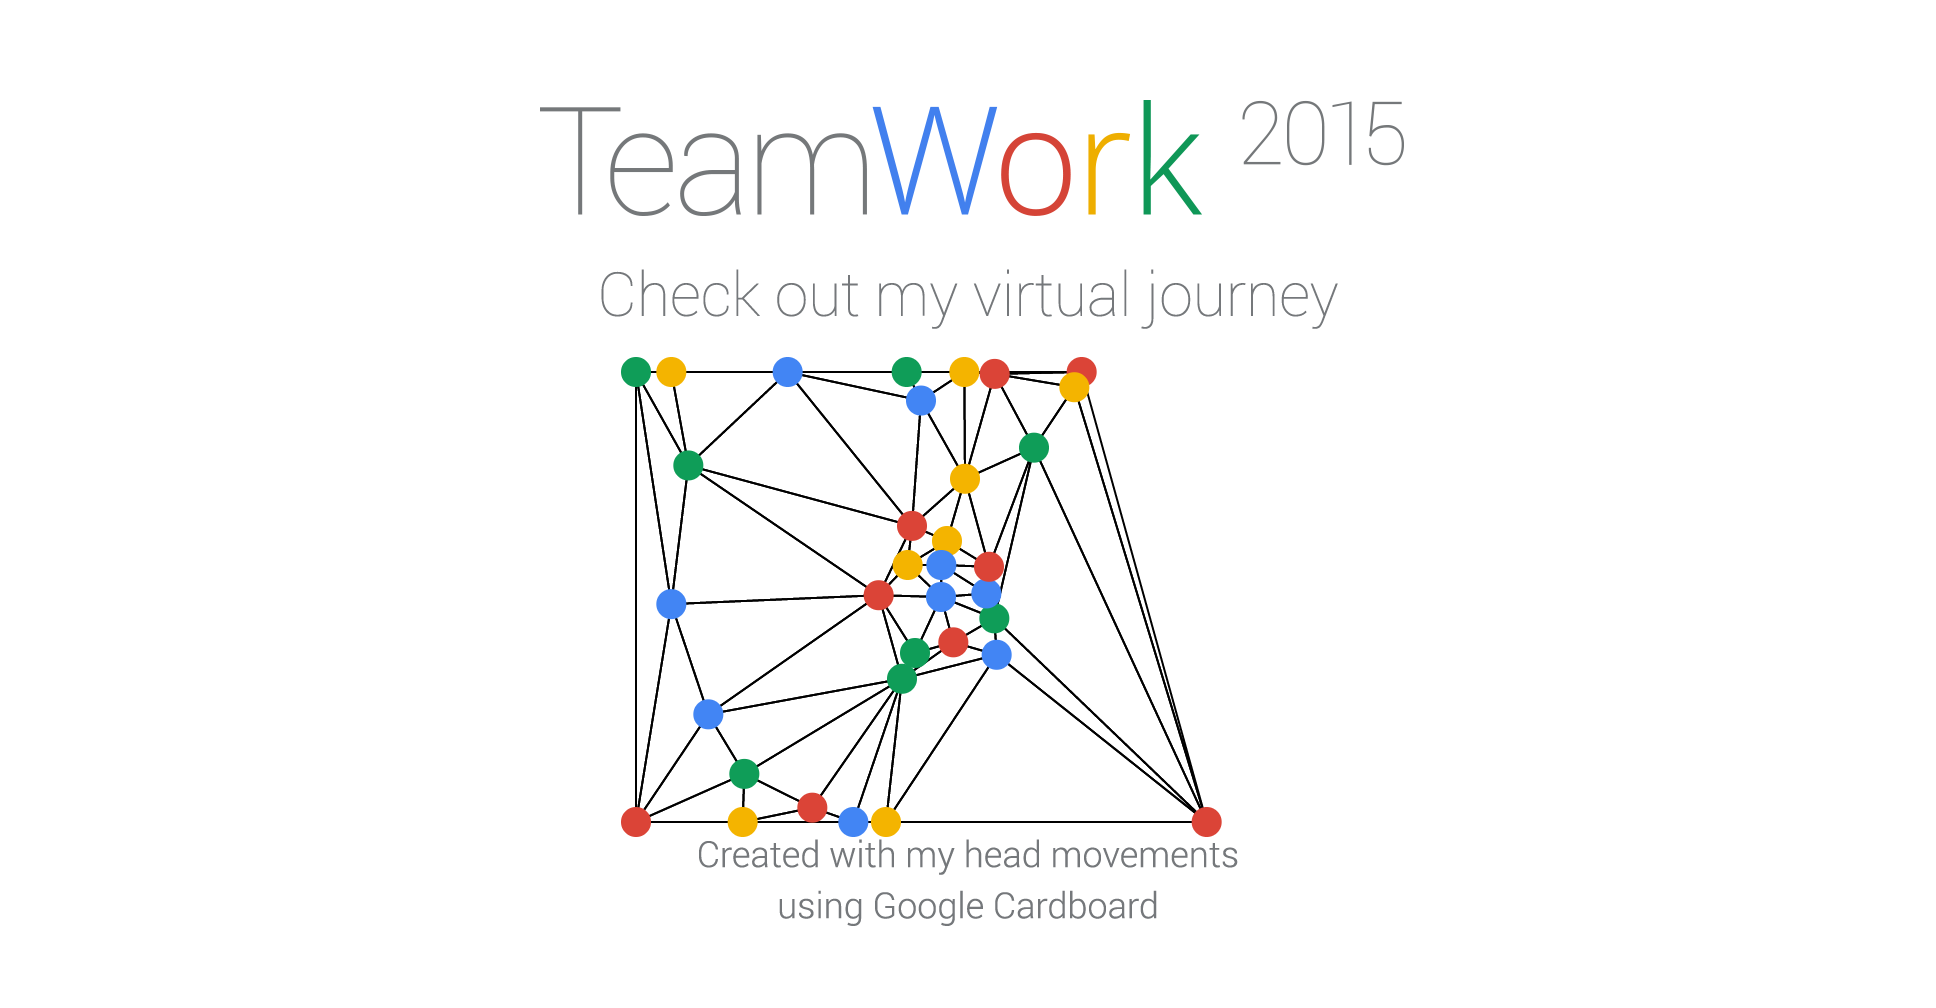 TeamWork 2015
Check out my virtual journey
Created with my head movements
using Google Cardboard